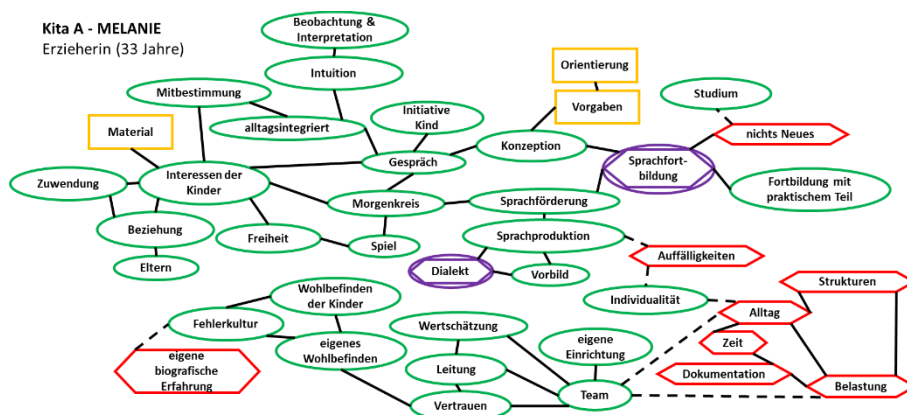 Kita A - MELANIE
Erzieherin (33 Jahre)
Beobachtung &
Interpretation
Intuition
Orientierung
Vorgaben
Mitbestimmung
Studium
Material
alltagsintegriert
Initiative
Kind
nichts Neues
Gespräch
Konzeption
Sprachfort-
bildung
Zuwendung
Interessen der
Kinder
Fortbildung mit
praktischem Teil
Morgenkreis
Sprachförderung
Beziehung
Freiheit
Spiel
Sprachproduktion
Eltern
Dialekt
Vorbild
Auffälligkeiten
Strukturen
Wohlbefinden
der Kinder
Individualität
Alltag
Fehlerkultur
Wertschätzung
eigene
Einrichtung
Zeit
eigenes
Wohlbefinden
eigene
biografische
Erfahrung
Leitung
Dokumentation
Belastung
Vertrauen
Team